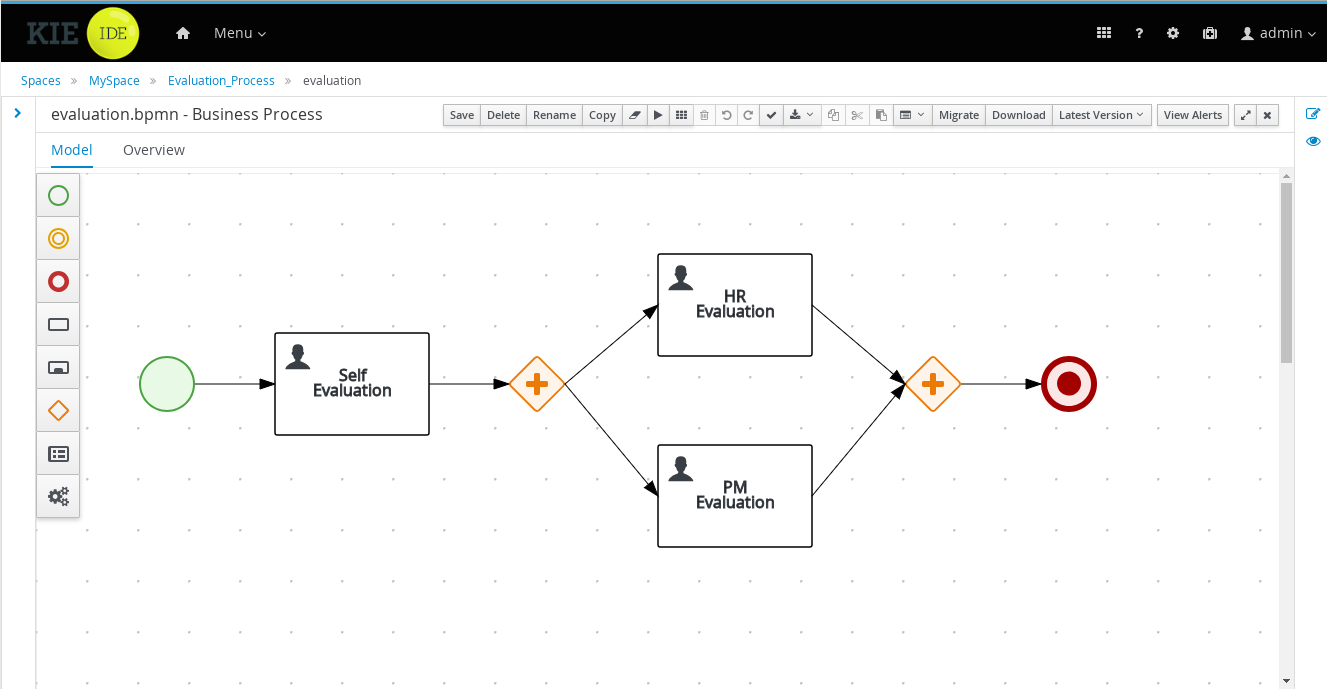 KIE IDE Menu ? admin
Spaces » MySpace » Evaluation_Process » evaluation
evaluation.bpmn - Business Process
Save Delete Rename Copy Migrate Download Latest Version View Alerts
Model Overview
HR
Evaluation
Self
Evaluation
PM
Evaluation